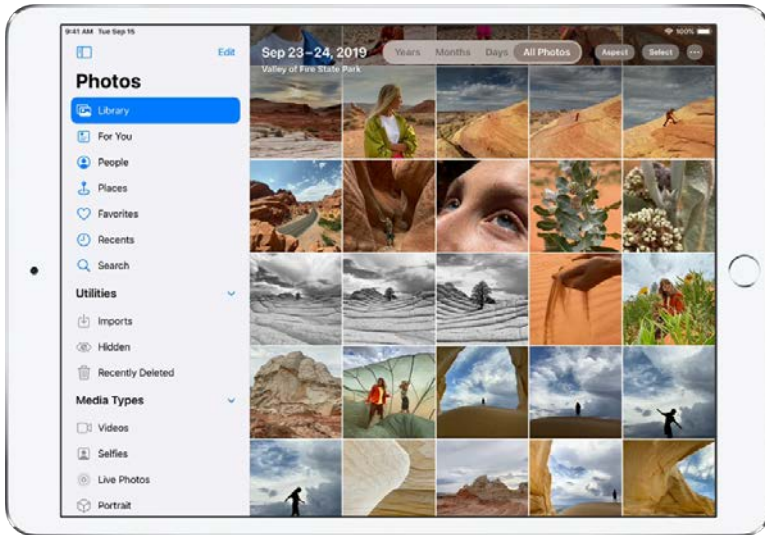 9:41 AM Tue Sep 15
100%
Edit
Photos
Library
For You
People
Places
Favorites
Recents
Search
Utilities
Imports
Hidden
Recently Deleted
Media Types
Videos
Selfies
Live Photos
Portrait
Sep 23–24, 2019
Valley of Fire State Park
Years Months Days All Photos
Aspect Select